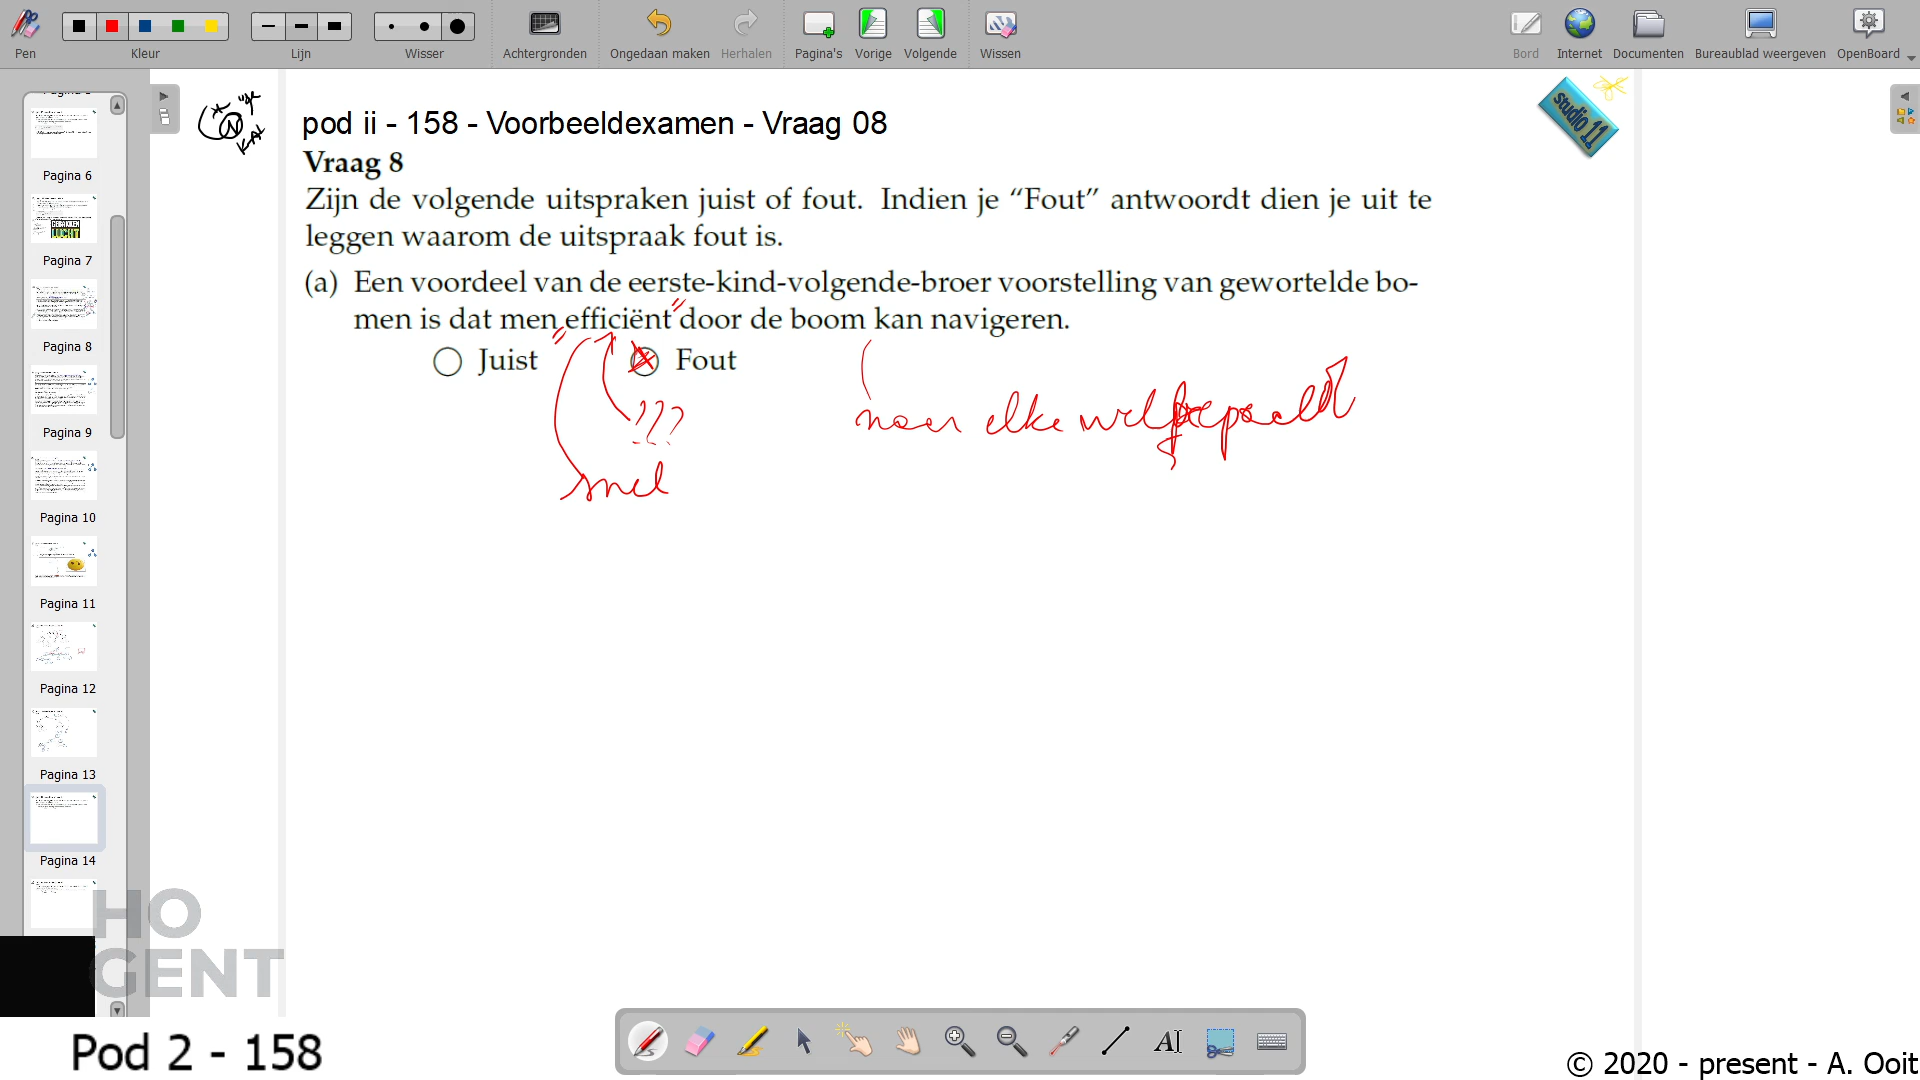 Pen
Kleur
Lijn
Wisser
Achtergronden
Ongedaan maken
Herhalen
Pagina's
Vorige
Volgende
Wissen
Bord
Internet
Documenten
Bureaublad weergeven
OpenBoard
Pagina 6
Pagina 7
Pagina 8
Pagina 9
Pagina 10
Pagina 11
Pagina 12
Pagina 13
Pagina 14
studio 11
pod ii - 158 - Voorbeeldexamen - Vraag 08
Vraag 8
Zijn de volgende uitspraken juist of fout. Indien je “Fout” antwoordt dien je uit te
leggen waarom de uitspraak fout is.
(a) Een voordeel van de eerste-kind-volgende-broer voorstelling van gewortelde bo-
men is dat men efficiënt door de boom kan navigeren.
Juist
Fout
???
naar elke welbepaald
snel
HO
GENT
Pod 2 - 158
© 2020 - present - A. Ooit